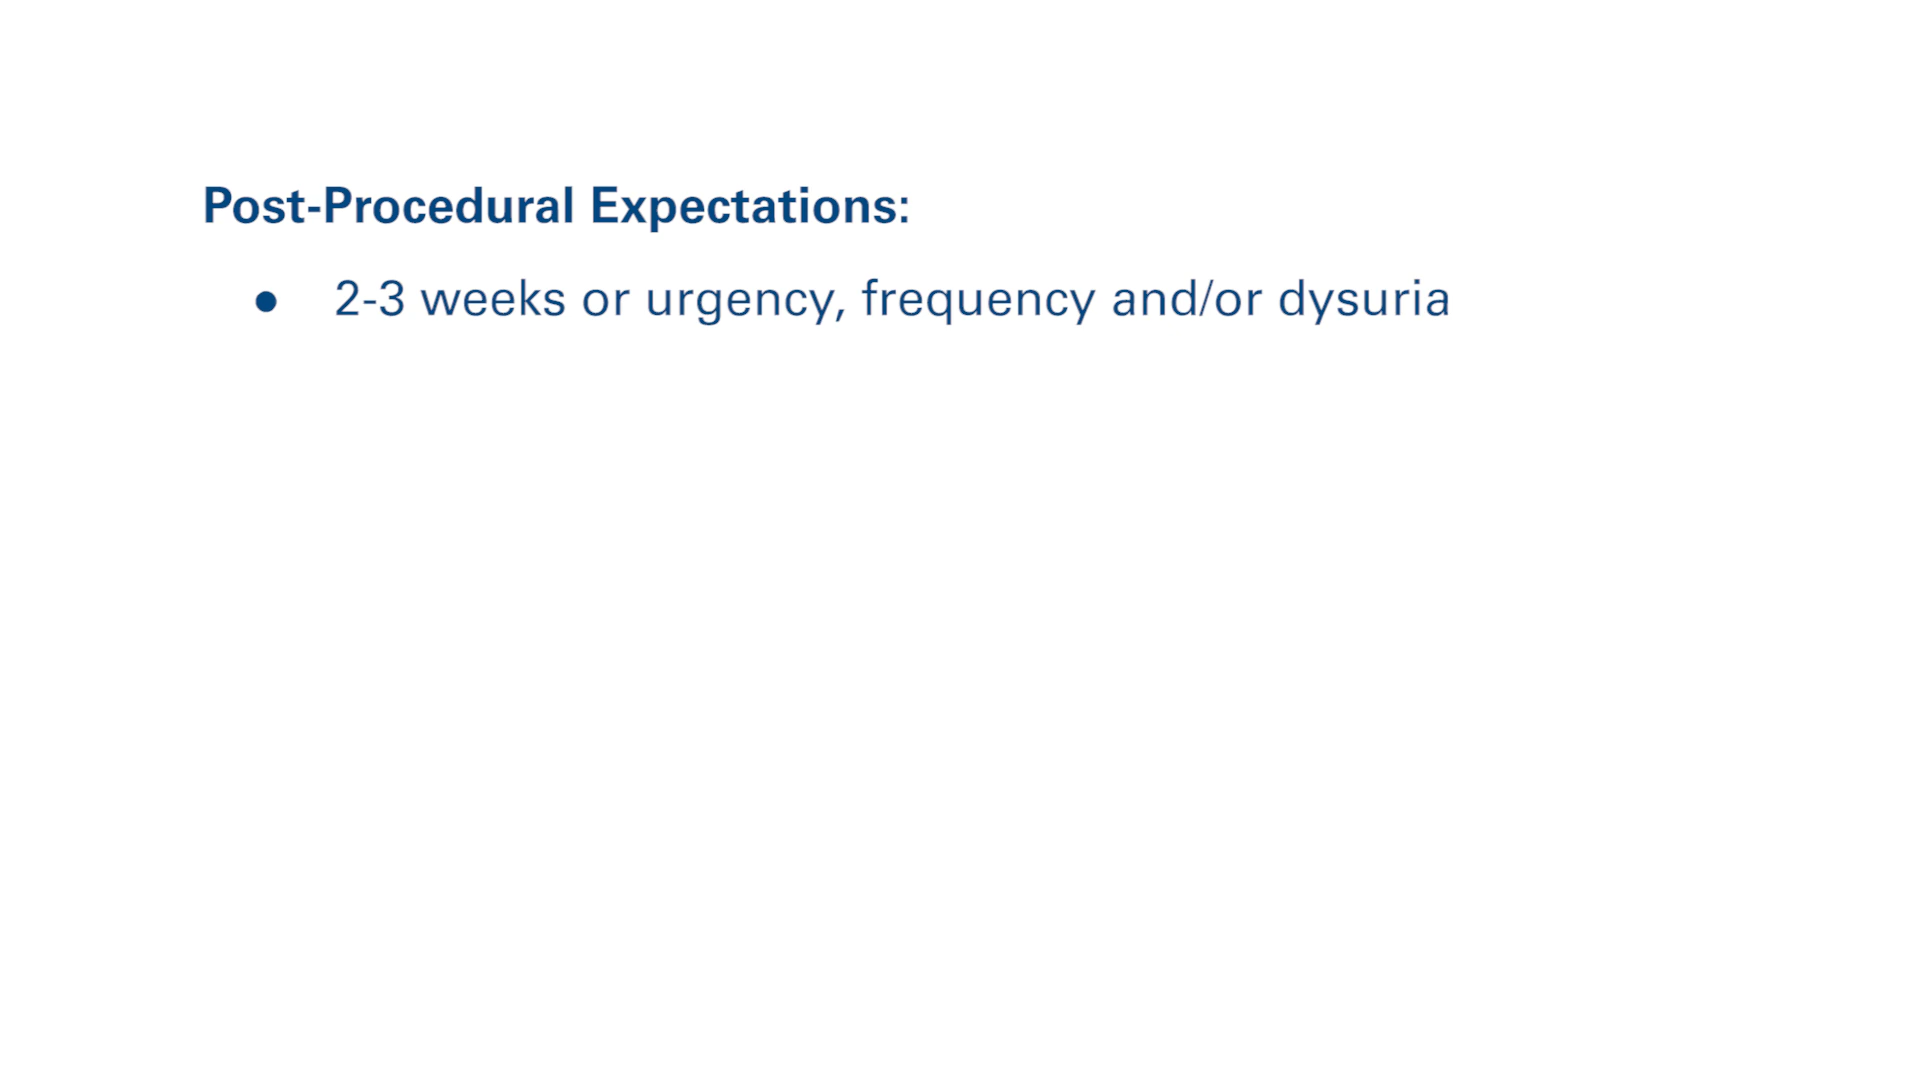 Post-Procedural Expectations:
● 2-3 weeks or urgency, frequency and/or dysuria